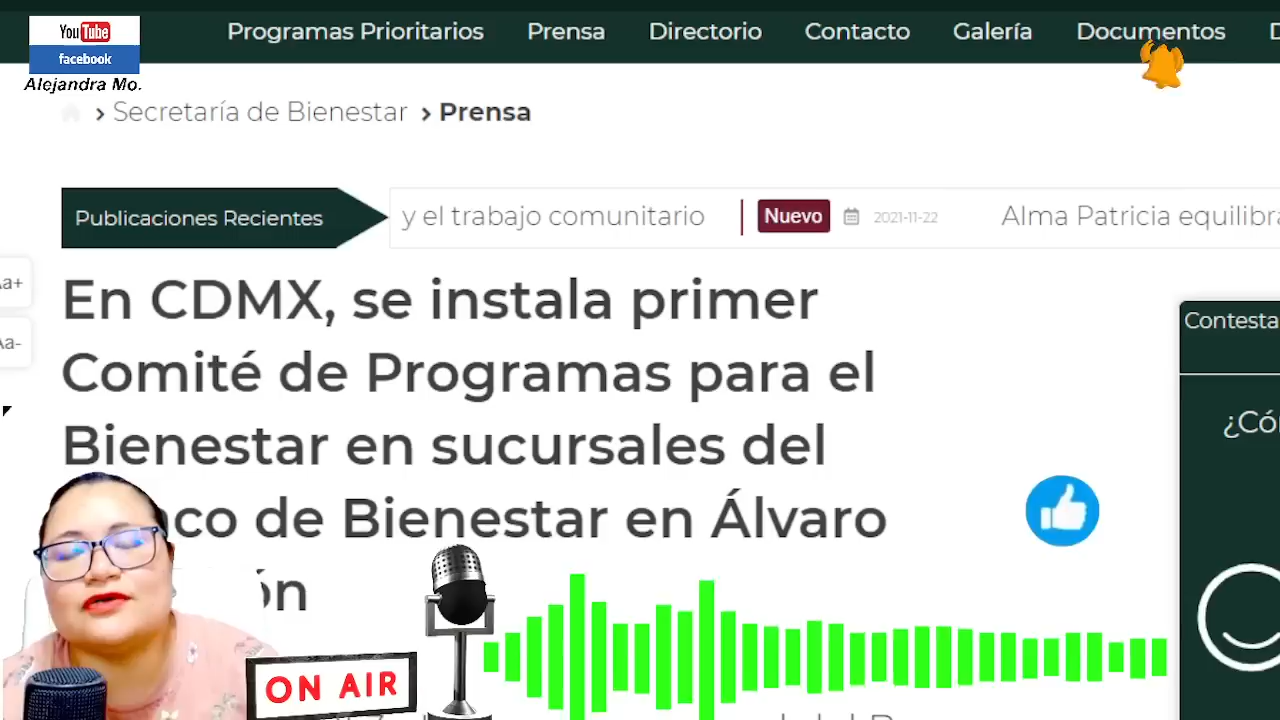 YouTube
facebook
Alejandra Mo.
Programas Prioritarios Prensa Directorio Contacto Galería Documentos
Secretaría de Bienestar Prensa
Publicaciones Recientes y el trabajo comunitario Nuevo 2021-11-22 Alma Patricia equilibra
Aa+
Aa-
En CDMX, se instala primer
Comité de Programas para el
Bienestar en sucursales del
co de Bienestar en Álvaro
ón
Contesta
¿Có
ON AIR